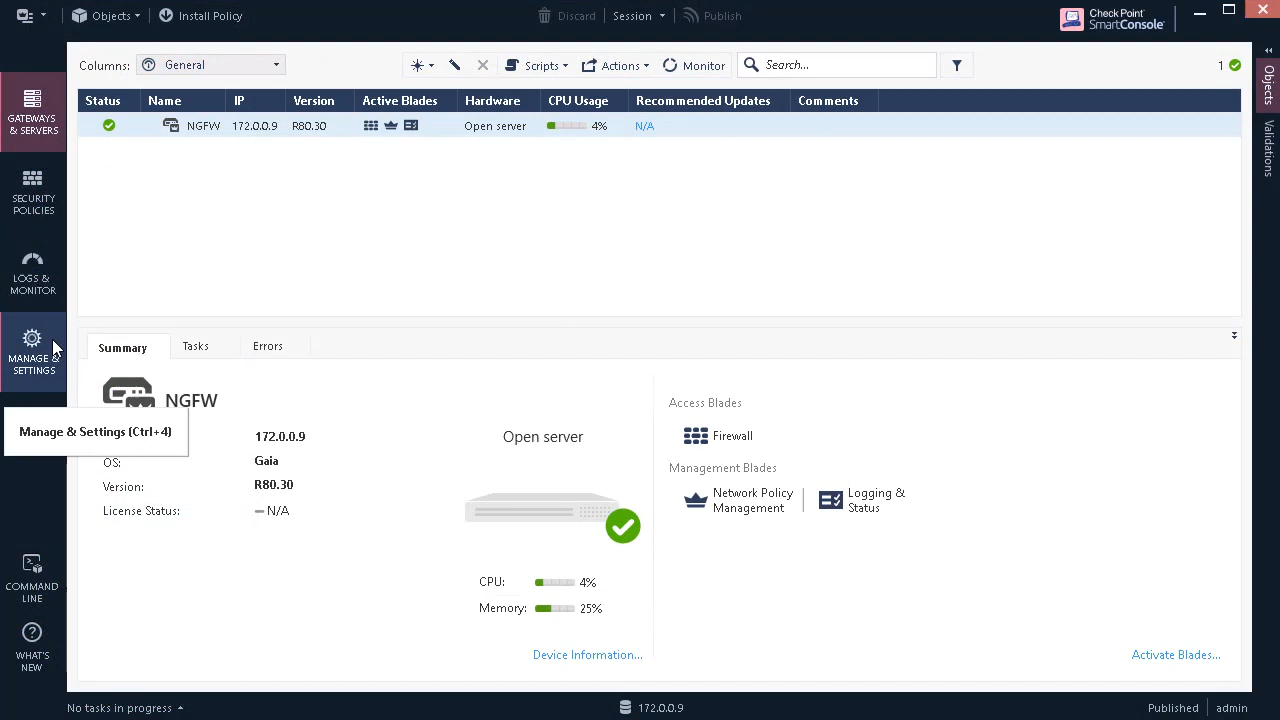 Objects
Install Policy
Discard
Session
Publish
Check Point
SmartConsole
Columns:
General
Scripts
Actions
Monitor
Search...
1
Status Name IP Version Active Blades Hardware CPU Usage Recommended Updates Comments
NGFW 172.0.0.9 R80.30 Open server 4% N/A
GATEWAYS
& SERVERS
SECURITY
POLICIES
LOGS &
MONITOR
MANAGE &
SETTINGS
Manage & Settings (Ctrl+4)
COMMAND
LINE
WHAT'S
NEW
Objects
Validations
Summary Tasks Errors
NGFW
172.0.0.9
OS: Gaia
Version: R80.30
License Status: N/A
Open server
CPU: 4%
Memory: 25%
Device Information...
Access Blades
Firewall
Management Blades
Network Policy
Management
Logging &
Status
Activate Blades...
No tasks in progress
172.0.0.9
Published
admin